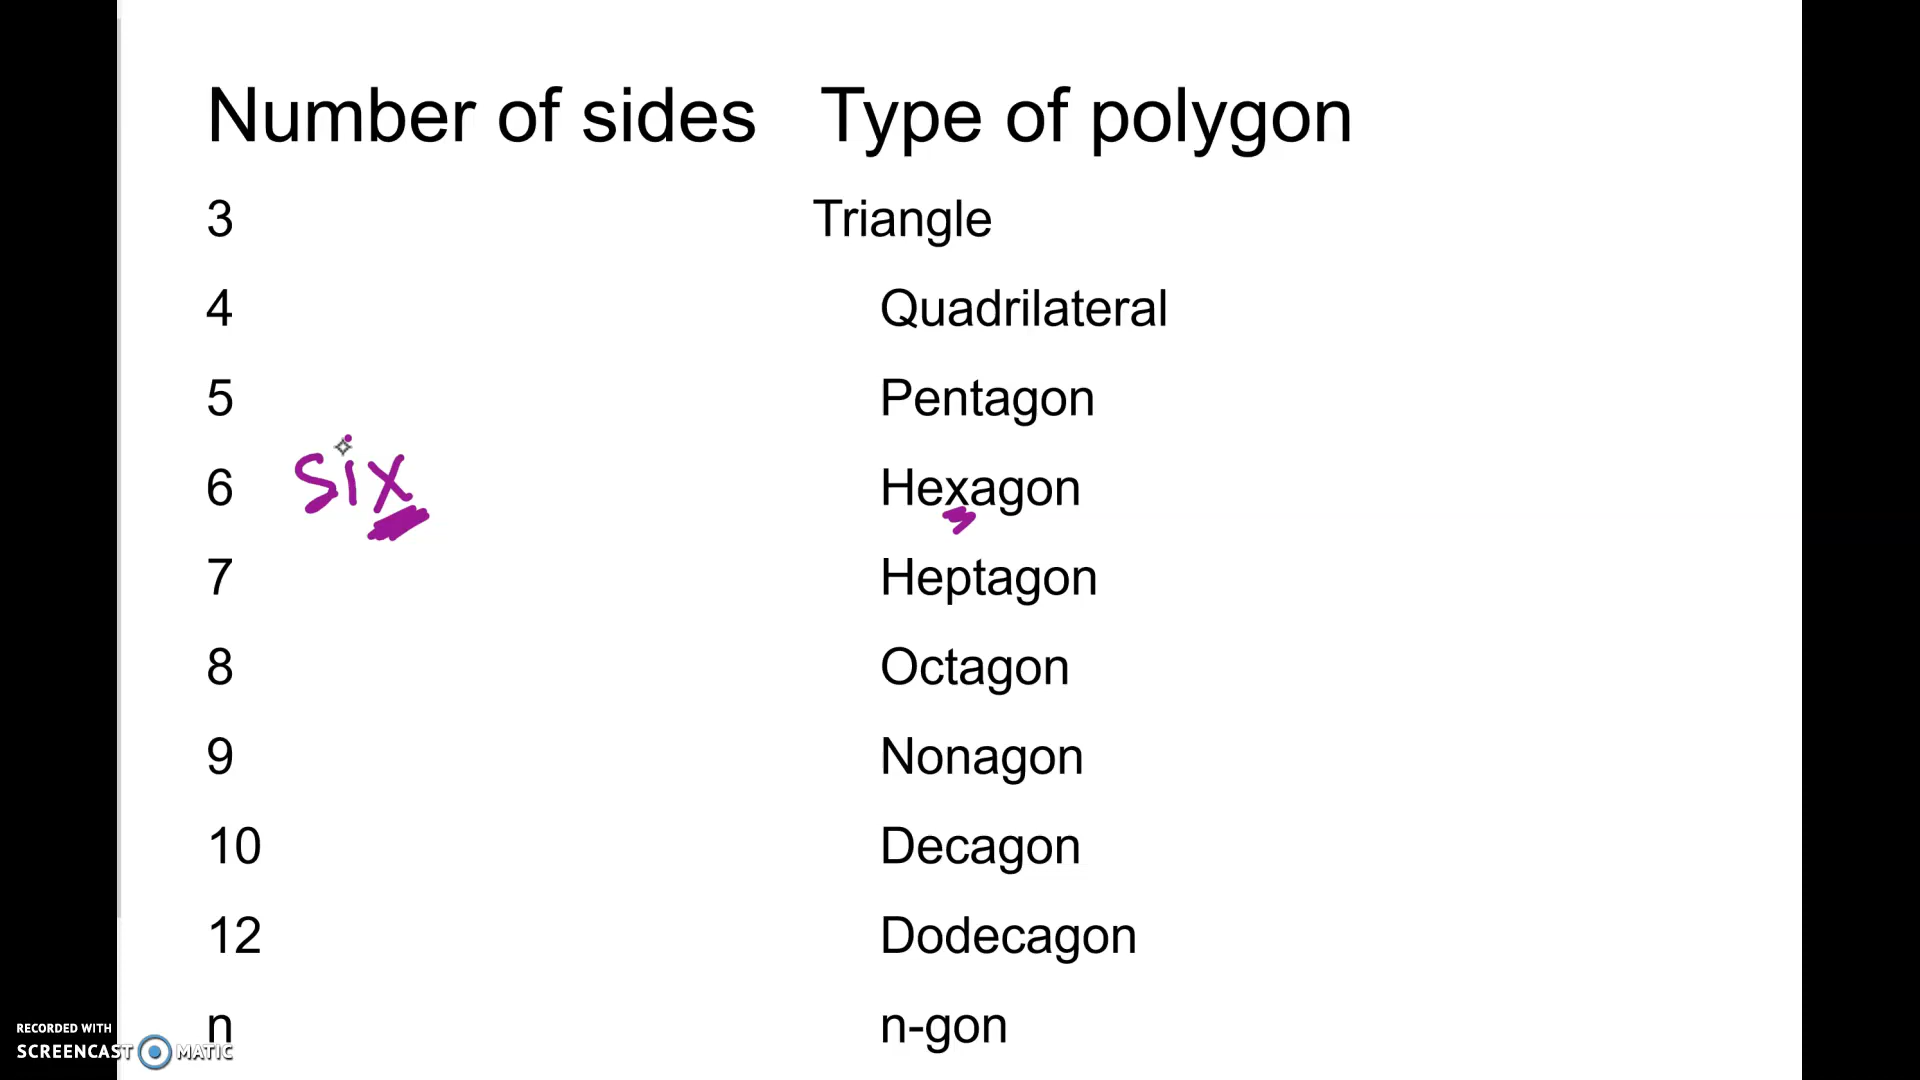 Number of sides Type of polygon
3 Triangle
4 Quadrilateral
5 Pentagon
6 six Hexagon
7 Heptagon
8 Octagon
9 Nonagon
10 Decagon
12 Dodecagon
n n-gon
RECORDED WITH
SCREENCAST MATIC